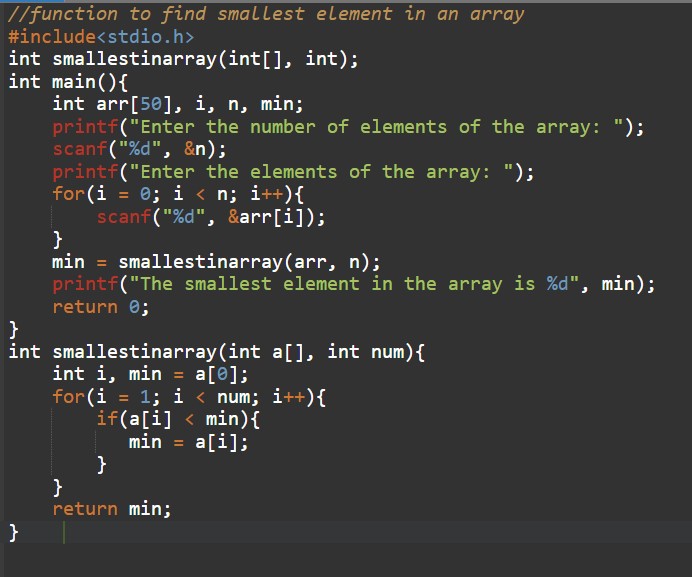 //function to find smallest element in an array
#include<stdio.h>
int smallestinarray(int[], int);
int main(){
    int arr[50], i, n, min;
    printf("Enter the number of elements of the array: ");
    scanf("%d", &n);
    printf("Enter the elements of the array: ");
    for(i = 0; i < n; i++){
        scanf("%d", &arr[i]);
    }
    min = smallestinarray(arr, n);
    printf("The smallest element in the array is %d", min);
    return 0;
}
int smallestinarray(int a[], int num){
    int i, min = a[0];
    for(i = 1; i < num; i++){
        if(a[i] < min){
           min = a[i];
        }
    }
    return min;
}